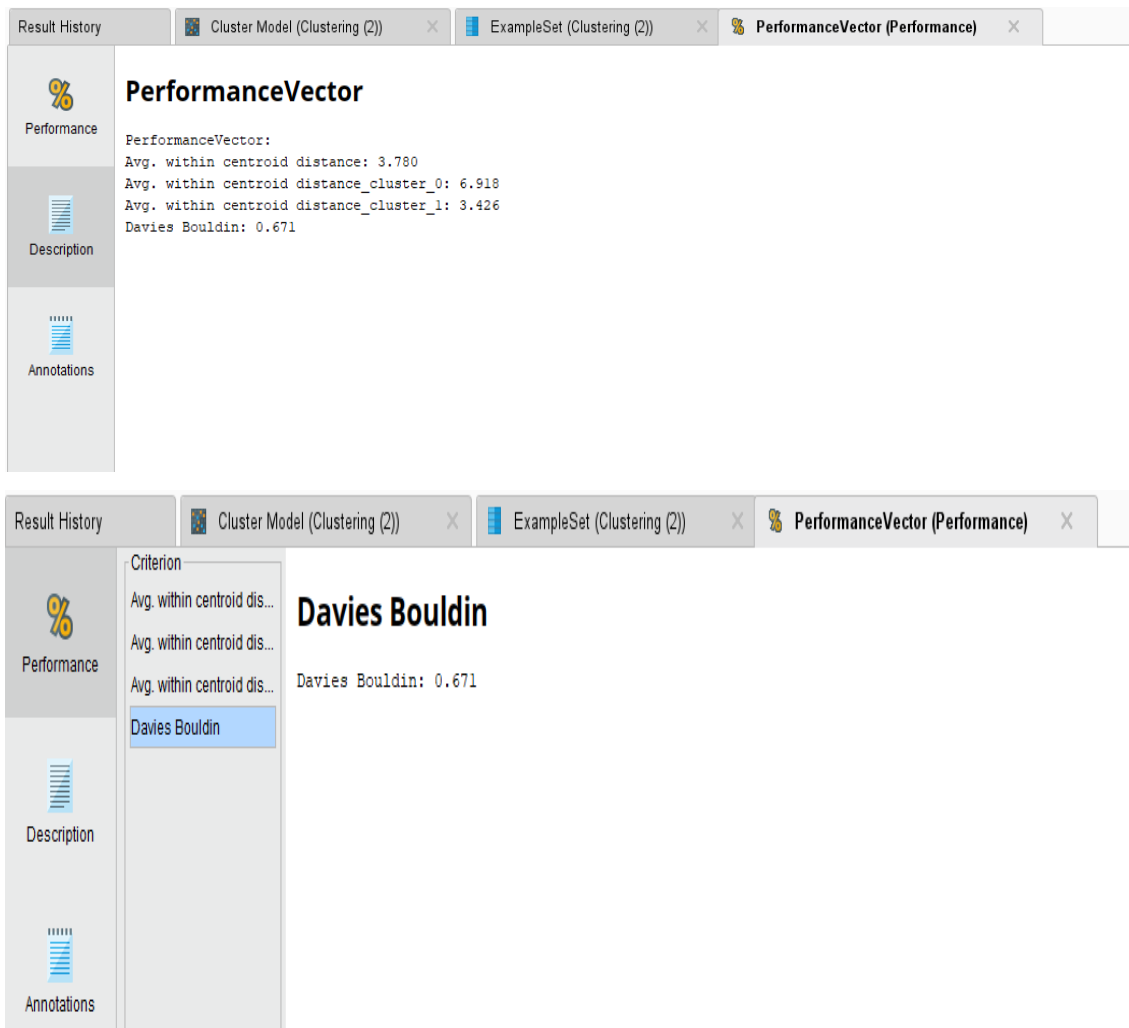 Result History
Cluster Model (Clustering (2))
ExampleSet (Clustering (2))
PerformanceVector (Performance)
Performance
Description
Annotations
PerformanceVector
PerformanceVector:
Avg. within centroid distance: 3.780
Avg. within centroid distance_cluster_0: 6.918
Avg. within centroid distance_cluster_1: 3.426
Davies Bouldin: 0.671
Result History
Cluster Model (Clustering (2))
ExampleSet (Clustering (2))
PerformanceVector (Performance)
Performance
Description
Annotations
Criterion
Avg. within centroid dis...
Avg. within centroid dis...
Avg. within centroid dis...
Davies Bouldin
Davies Bouldin
Davies Bouldin: 0.671